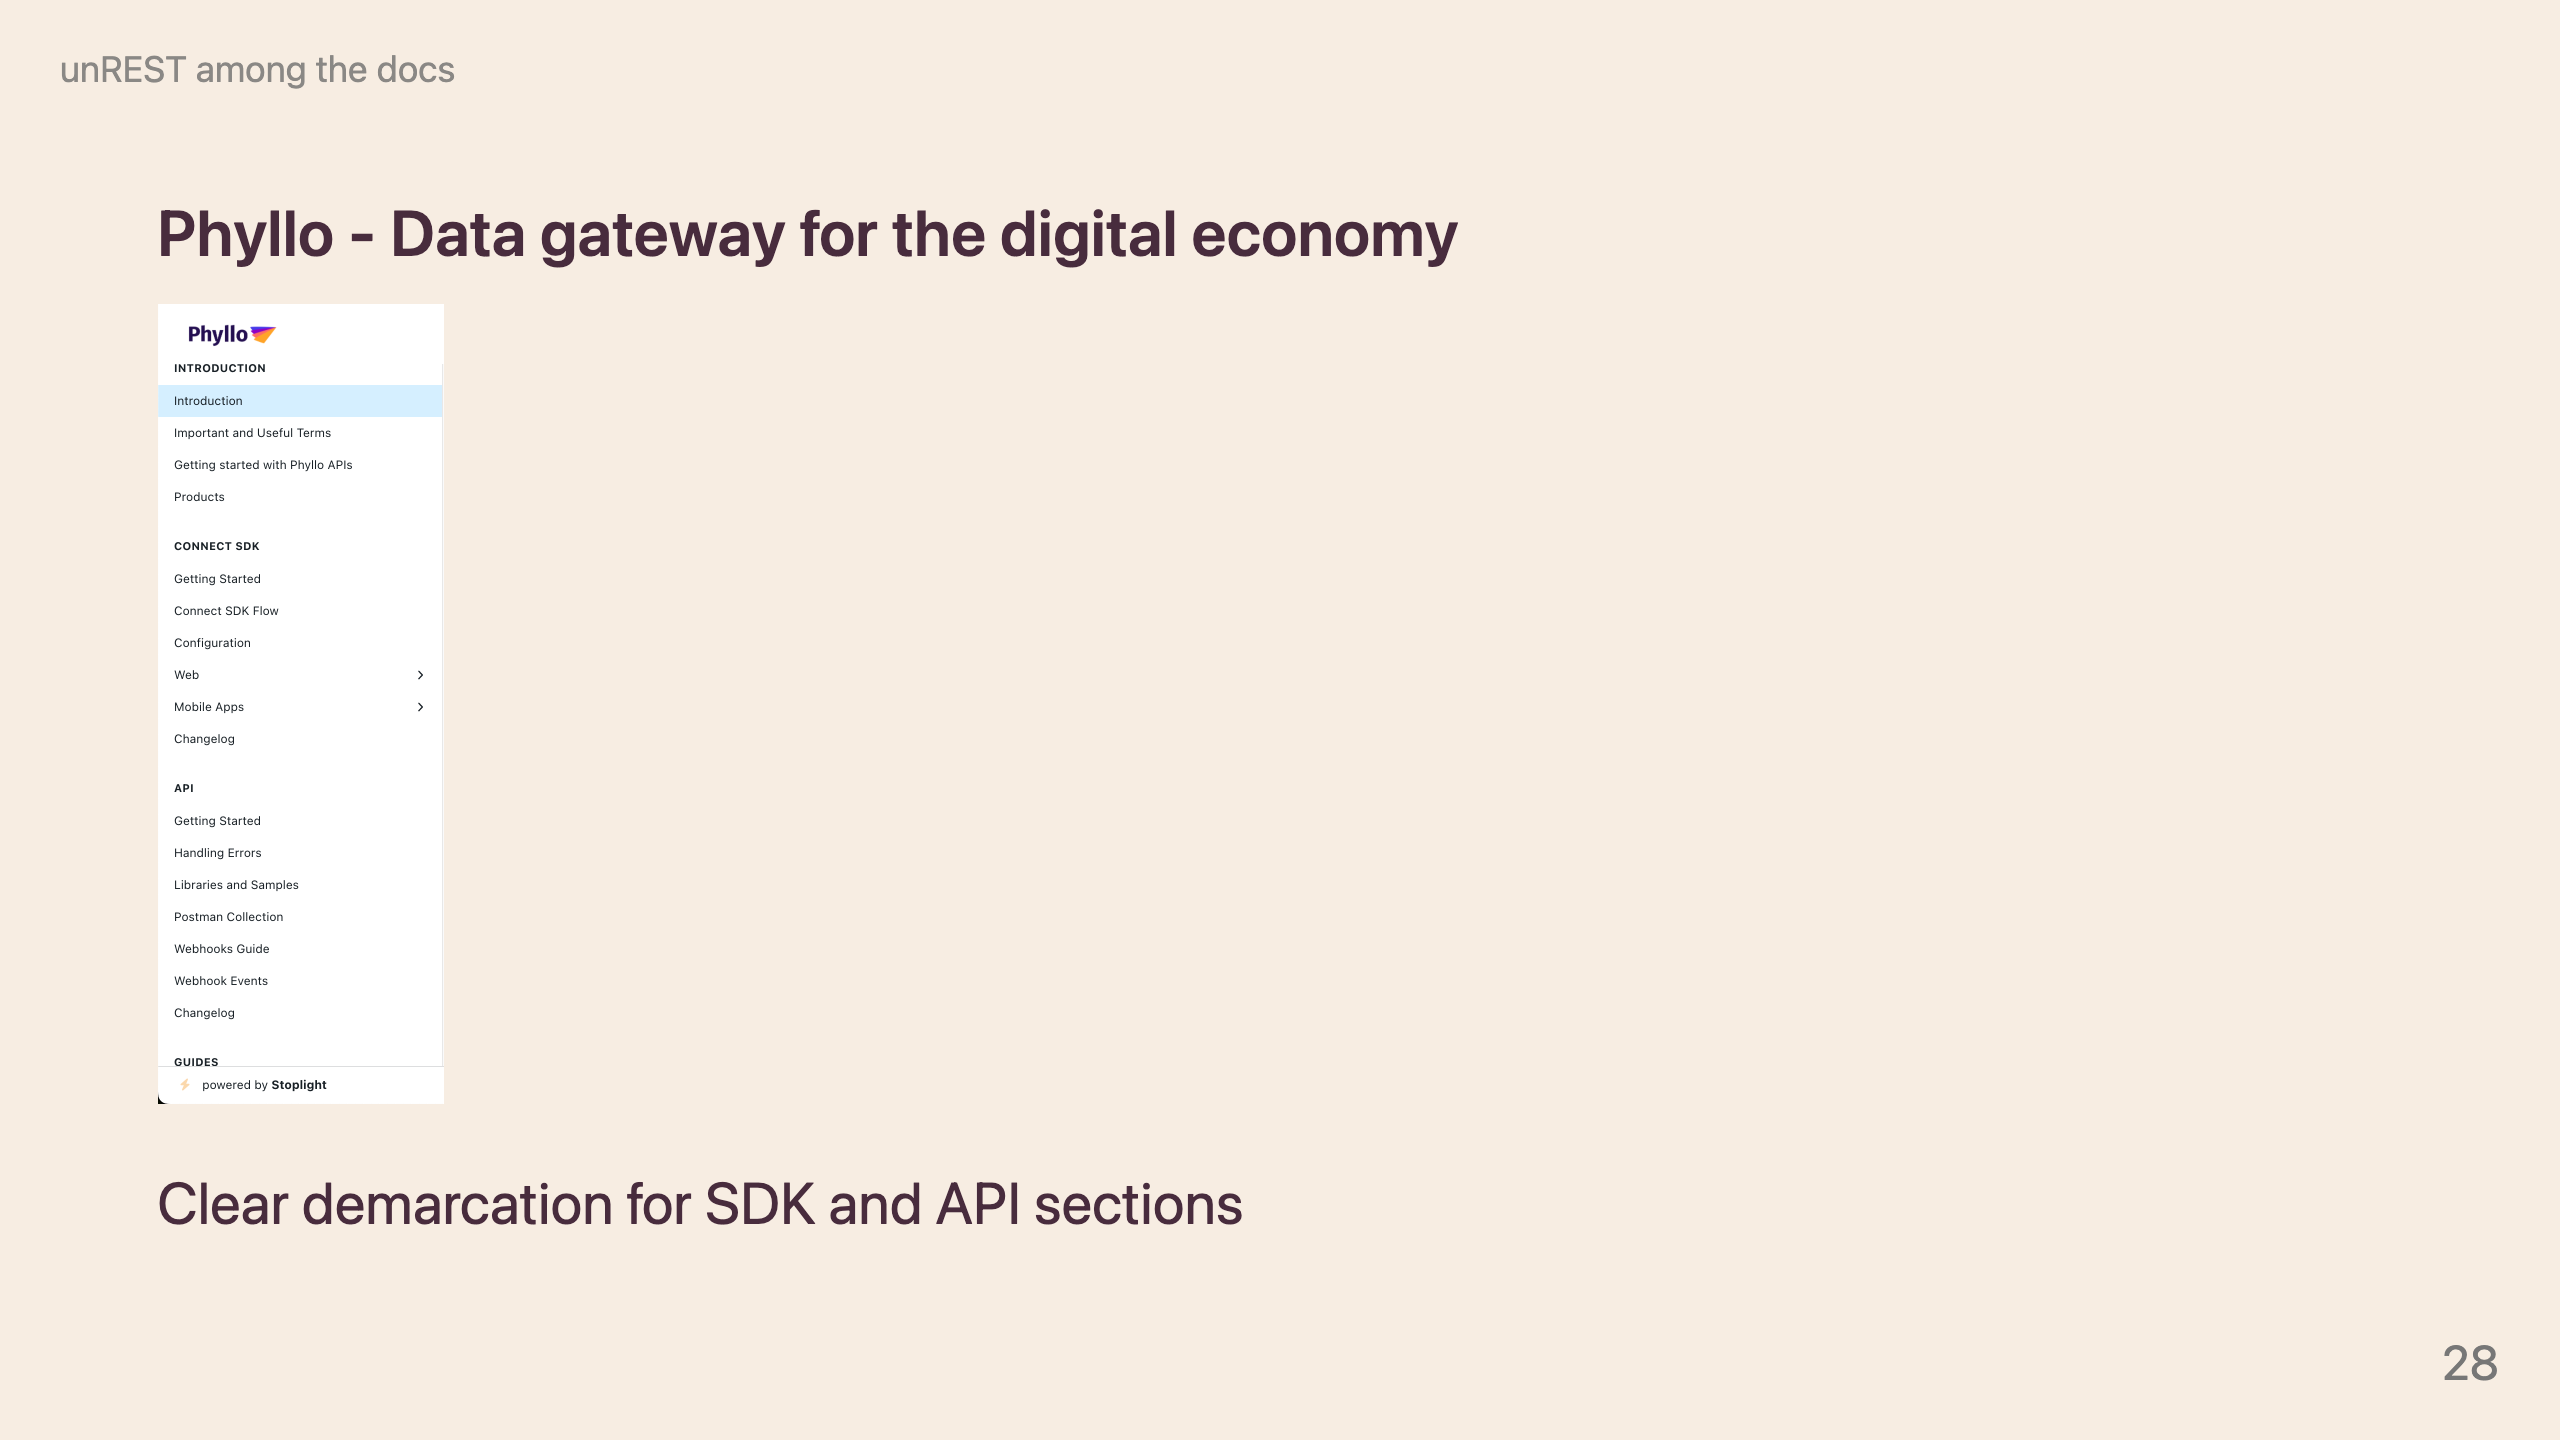 unREST among the docs
Phyllo - Data gateway for the digital economy
Phyllo
INTRODUCTION
Introduction
Important and Useful Terms
Getting started with Phyllo APIs
Products
CONNECT SDK
Getting Started
Connect SDK Flow
Configuration
Web
Mobile Apps
Changelog
API
Getting Started
Handling Errors
Libraries and Samples
Postman Collection
Webhooks Guide
Webhook Events
Changelog
GUIDES
powered by Stoplight
Clear demarcation for SDK and API sections
28